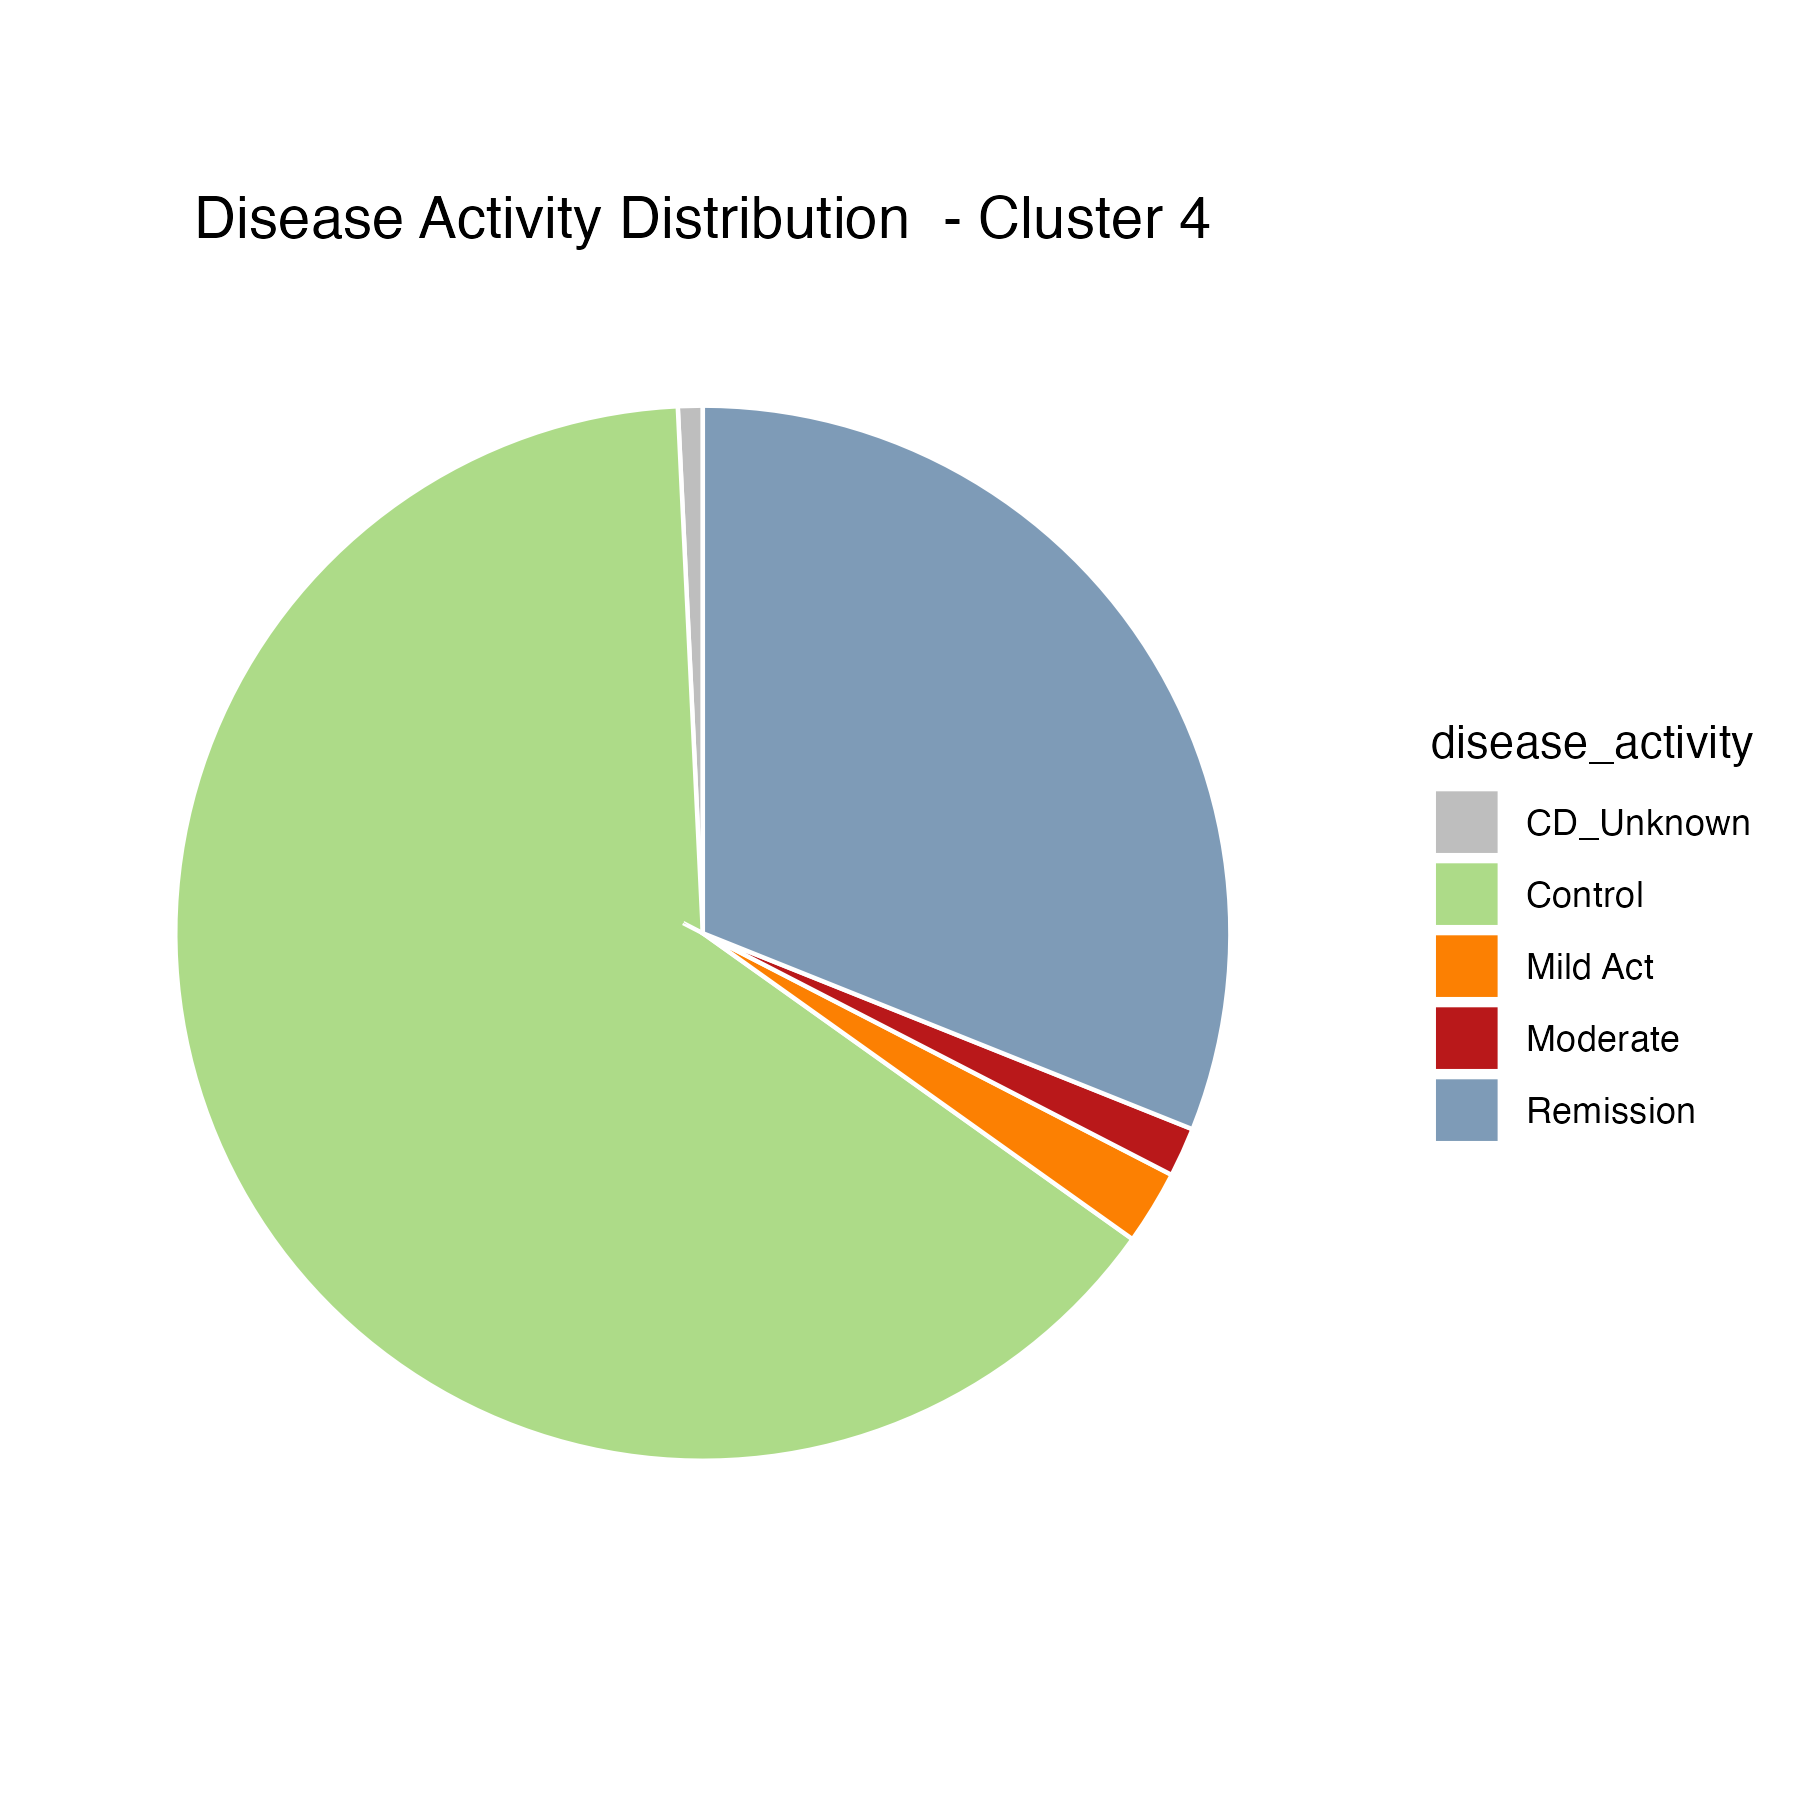 Disease Activity Distribution  - Cluster 4
disease_activity
CD_Unknown
Control
Mild Act
Moderate
Remission